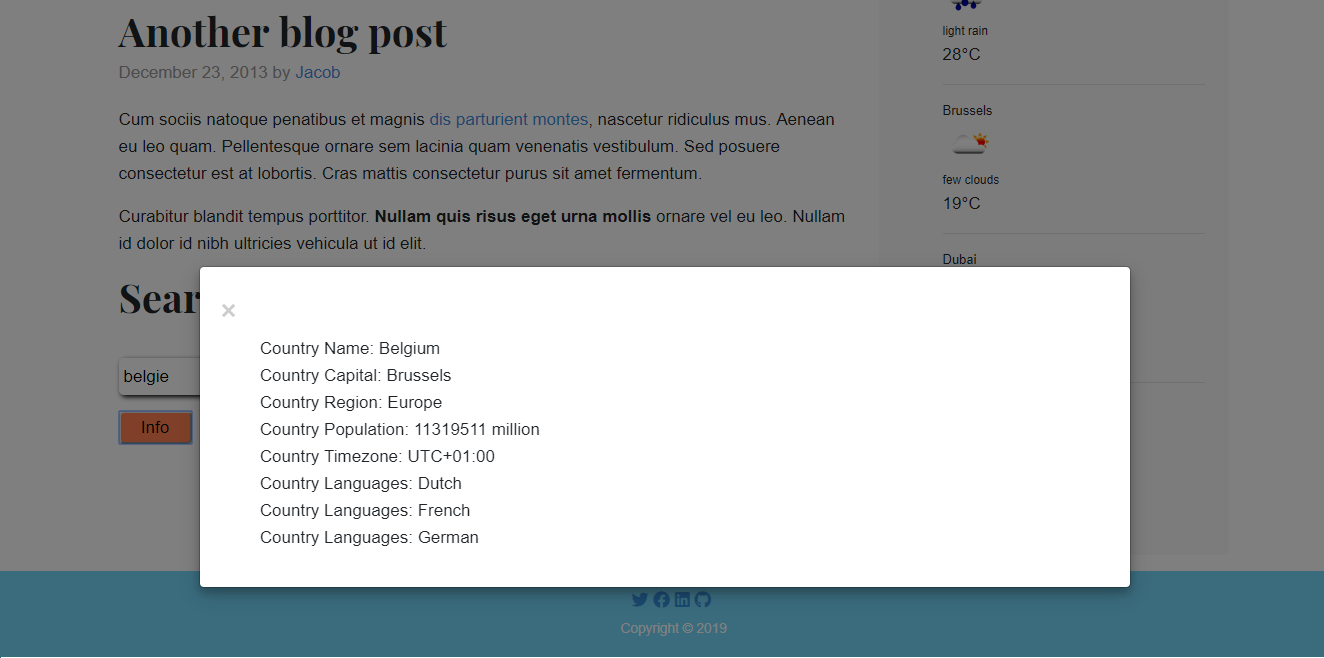 Another blog post
December 23, 2013 by Jacob
Cum sociis natoque penatibus et magnis dis parturient montes, nascetur ridiculus mus. Aenean
eu leo quam. Pellentesque ornare sem lacinia quam venenatis vestibulum. Sed posuere
consectetur est at lobortis. Cras mattis consectetur purus sit amet fermentum.
Curabitur blandit tempus porttitor. Nullam quis risus eget urna mollis ornare vel eu leo. Nullam
id dolor id nibh ultricies vehicula ut id elit.
Sear
belgie
Info
light rain
28°C
Brussels
few clouds
19°C
Dubai
×
Country Name: Belgium
Country Capital: Brussels
Country Region: Europe
Country Population: 11319511 million
Country Timezone: UTC+01:00
Country Languages: Dutch
Country Languages: French
Country Languages: German
Copyright © 2019